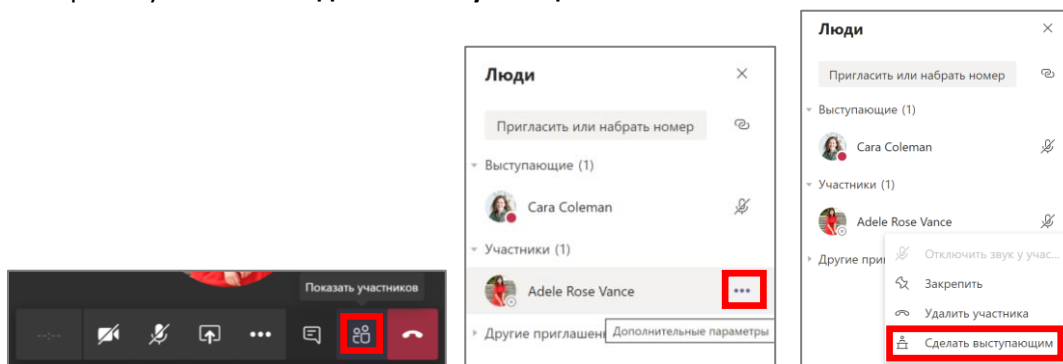 Показать участников
--:--
Люди
Пригласить или набрать номер
Выступающие (1)
Cara Coleman
Участники (1)
Adele Rose Vance
Другие приглашен
Дополнительные параметры
Люди
Пригласить или набрать номер
Выступающие (1)
Cara Coleman
Участники (1)
Adele Rose Vance
Другие при
Отключить звук у учас...
Закрепить
Удалить участника
Сделать выступающим